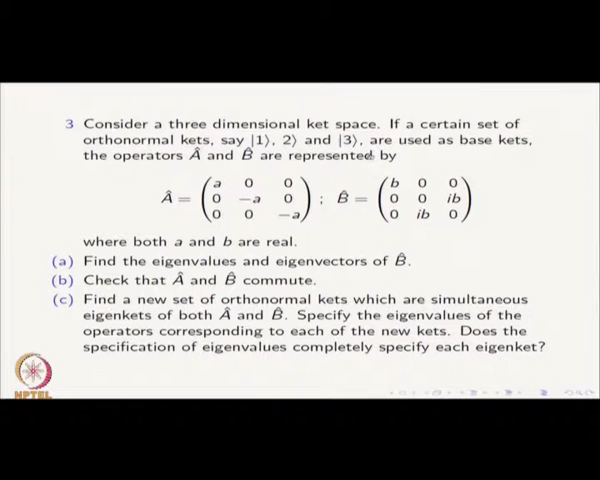 3 Consider a three dimensional ket space. If a certain set of
orthonormal kets, say |1⟩, 2⟩ and |3⟩, are used as base kets,
the operators Â and B̂ are represented by
Â = ( a 0 0 ; 0 −a 0 ; 0 0 −a ) ; B̂ = ( b 0 0 ; 0 0 ib ; 0 ib 0 )
where both a and b are real.
(a) Find the eigenvalues and eigenvectors of B̂.
(b) Check that Â and B̂ commute.
(c) Find a new set of orthonormal kets which are simultaneous
eigenkets of both Â and B̂. Specify the eigenvalues of the
operators corresponding to each of the new kets. Does the
specification of eigenvalues completely specify each eigenket?
NPTEL